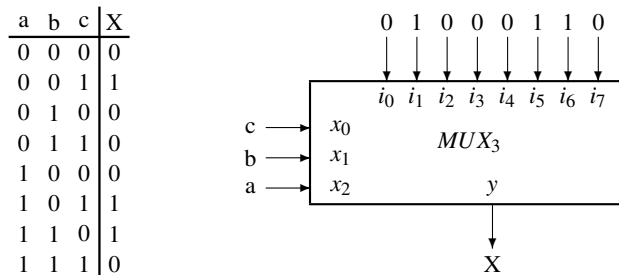 a b c X
0 0 0 0
0 0 1 1
0 1 0 0
0 1 1 0
1 0 0 0
1 0 1 1
1 1 0 1
1 1 1 0
0 1 0 0 0 1 1 0
i0 i1 i2 i3 i4 i5 i6 i7
c x0
b x1
a x2
MUX3
y
X